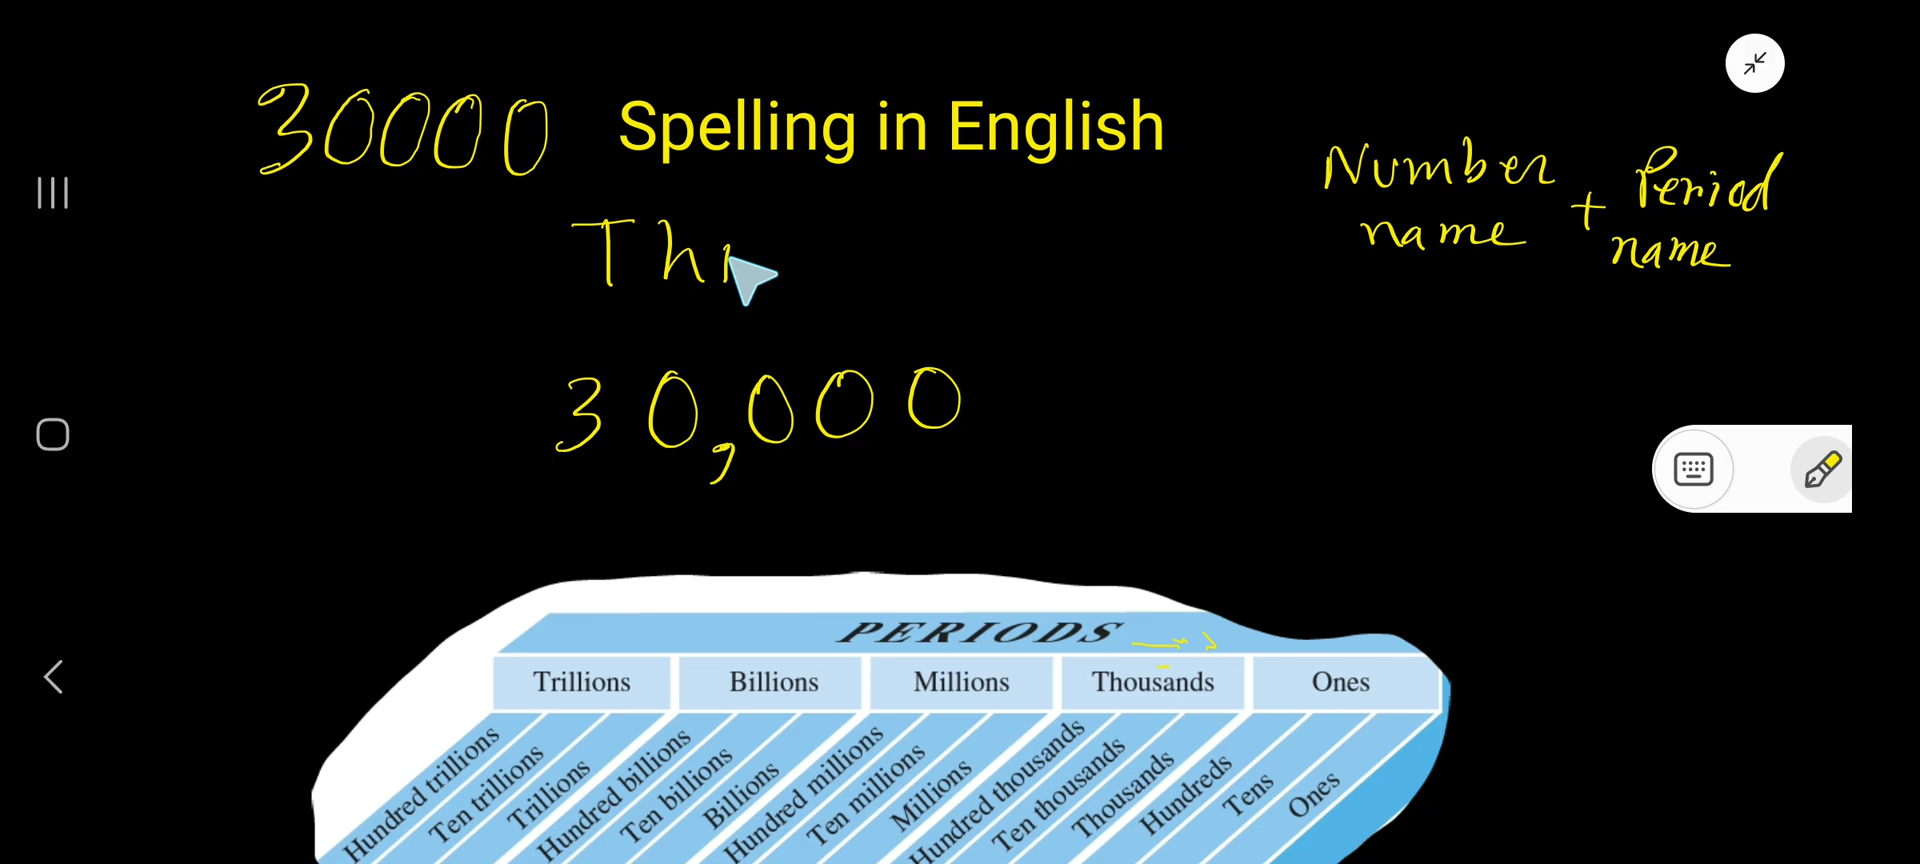 30000 Spelling in English
Number + Period
name name
Thi
30,000
PERIODS
Trillions Billions Millions Thousands Ones
Hundred trillions Ten trillions Trillions Hundred billions Ten billions Billions Hundred millions Ten millions Millions Hundred thousands Ten thousands Thousands Hundreds Tens Ones